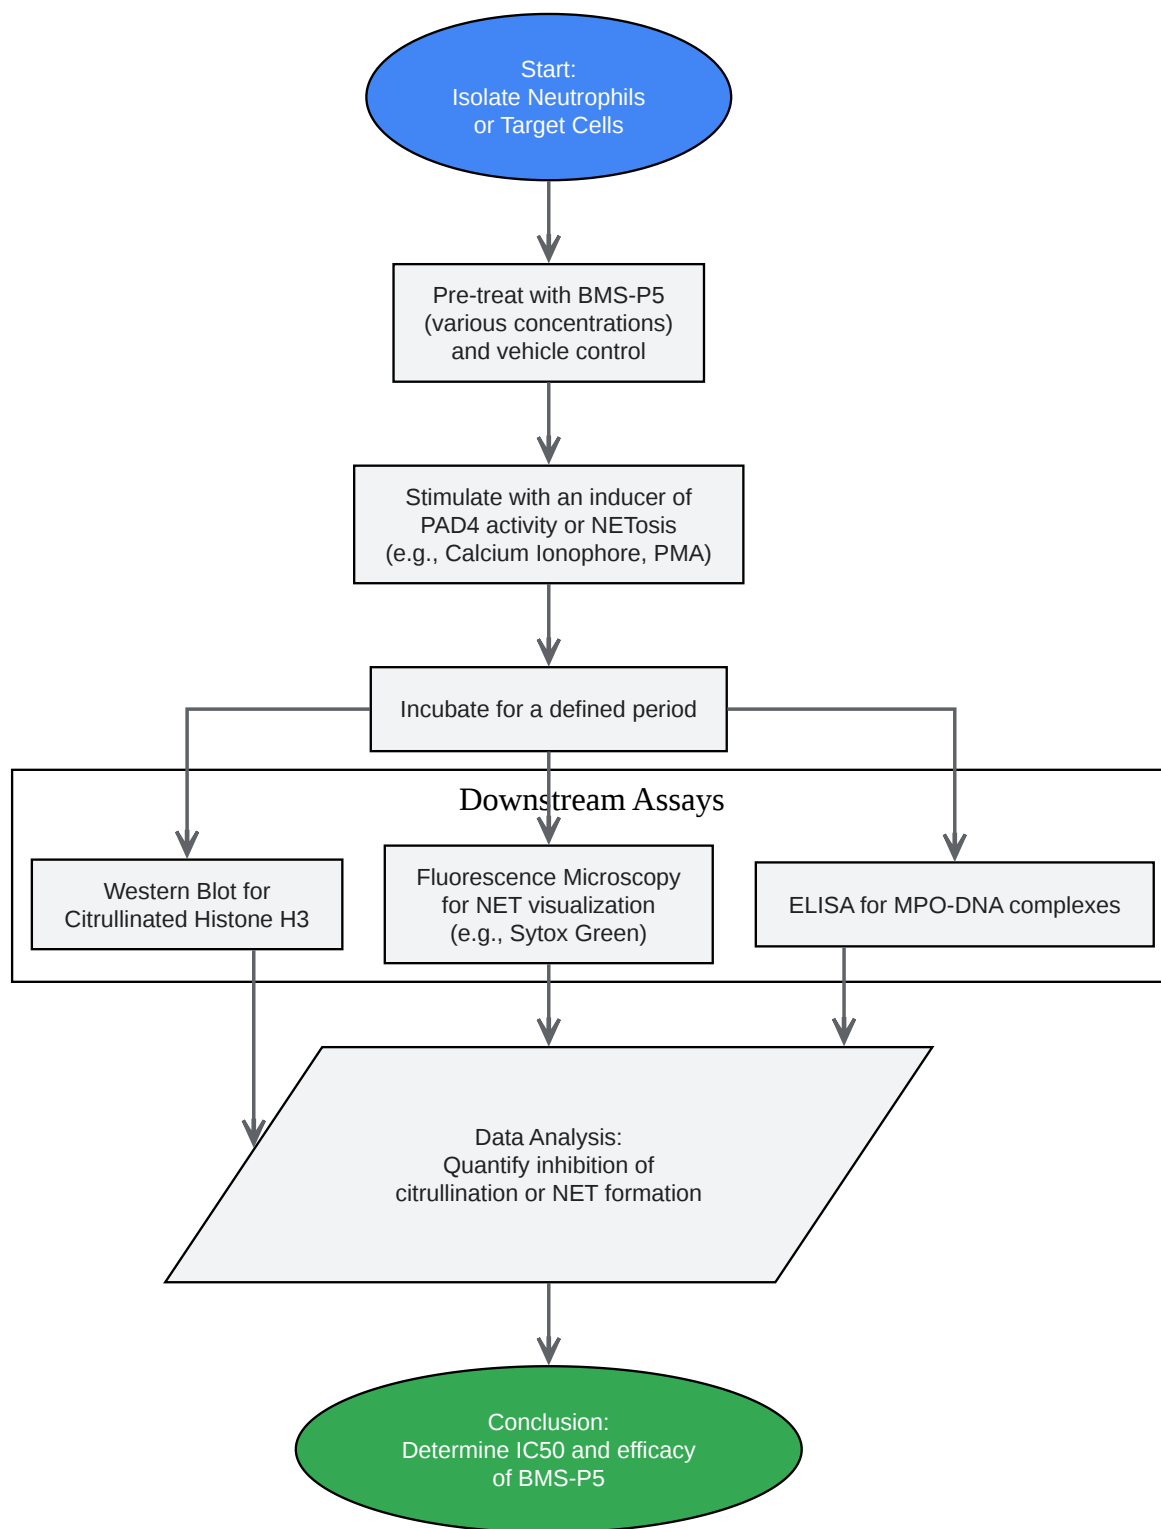 Start:
Isolate Neutrophils
or Target Cells
Pre-treat with BMS-P5
(various concentrations)
and vehicle control
Stimulate with an inducer of
PAD4 activity or NETosis
(e.g., Calcium Ionophore, PMA)
Incubate for a defined period
Downstream Assays
Western Blot for
Citrullinated Histone H3
Fluorescence Microscopy
for NET visualization
(e.g., Sytox Green)
ELISA for MPO-DNA complexes
Data Analysis:
Quantify inhibition of
citrullination or NET formation
Conclusion:
Determine IC50 and efficacy
of BMS-P5